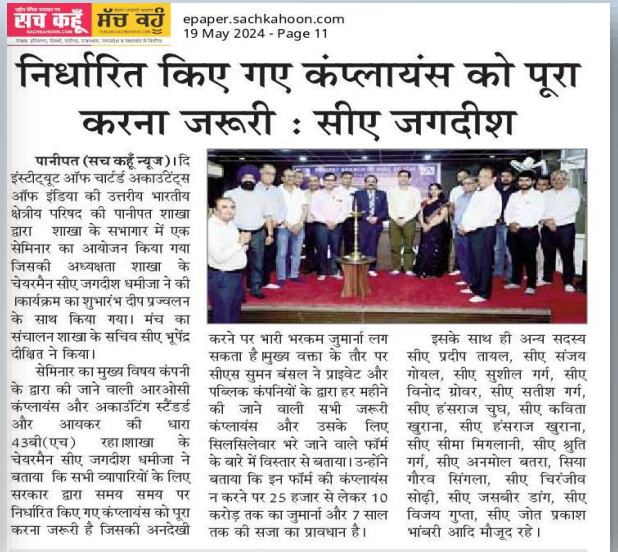 सच कहूँ
SACHKAHOON.COM
ਸੱਚ ਕਹੂੰ
epaper.sachkahoon.com
19 May 2024 - Page 11
निर्धारित किए गए कंप्लायंस को पूरा
करना जरूरी : सीए जगदीश
पानीपत (सच कहूँ न्यूज)।दि
इंस्टीट्यूट ऑफ चार्टर्ड अकाउंटेंट्स
ऑफ इंडिया की उत्तरीय भारतीय
क्षेत्रीय परिषद की पानीपत शाखा
द्वारा शाखा के सभागार में एक
सेमिनार का आयोजन किया गया
जिसकी अध्यक्षता शाखा के
चेयरमैन सीए जगदीश धमीजा ने की
।कार्यक्रम का शुभारंभ दीप प्रज्वलन
के साथ किया गया। मंच का
संचालन शाखा के सचिव सीए भूपेंद्र
दीक्षित ने किया।
सेमिनार का मुख्य विषय कंपनी
के द्वारा की जाने वाली आरओसी
कंप्लायंस और अकाउंटिंग स्टैंडर्ड
और आयकर की धारा
43बी(एच) रहा।शाखा के
चेयरमैन सीए जगदीश धमीजा ने
बताया कि सभी व्यापारियों के लिए
सरकार द्वारा समय समय पर
निर्धारित किए गए कंप्लायंस को पूरा
करना जरूरी है जिसकी अनदेखी
करने पर भारी भरकम जुमार्ना लग
सकता है।मुख्य वक्ता के तौर पर
सीएस सुमन बंसल ने प्राइवेट और
पब्लिक कंपनियों के द्वारा हर महीने
की जाने वाली सभी जरूरी
कंप्लायंस और उसके लिए
सिलसिलेवार भरे जाने वाले फॉर्म
के बारे में विस्तार से बताया। उन्होंने
बताया कि इन फॉर्म की कंप्लायंस
न करने पर 25 हजार से लेकर 10
करोड़ तक का जुमार्ना और 7 साल
तक की सजा का प्रावधान है।
इसके साथ ही अन्य सदस्य
सीए प्रदीप तायल, सीए संजय
गोयल, सीए सुशील गर्ग, सीए
विनोद ग्रोवर, सीए सतीश गर्ग,
सीए हंसराज चुघ, सीए कविता
खुराना, सीए हंसराज खुराना,
सीए सीमा मिगलानी, सीए श्रुति
गर्ग, सीए अनमोल बतरा, सिया
गौरव सिंगला, सीए चिरंजीव
सोढ़ी, सीए जसबीर डांग, सीए
विजय गुप्ता, सीए जोत प्रकाश
भांबरी आदि मौजूद रहे।